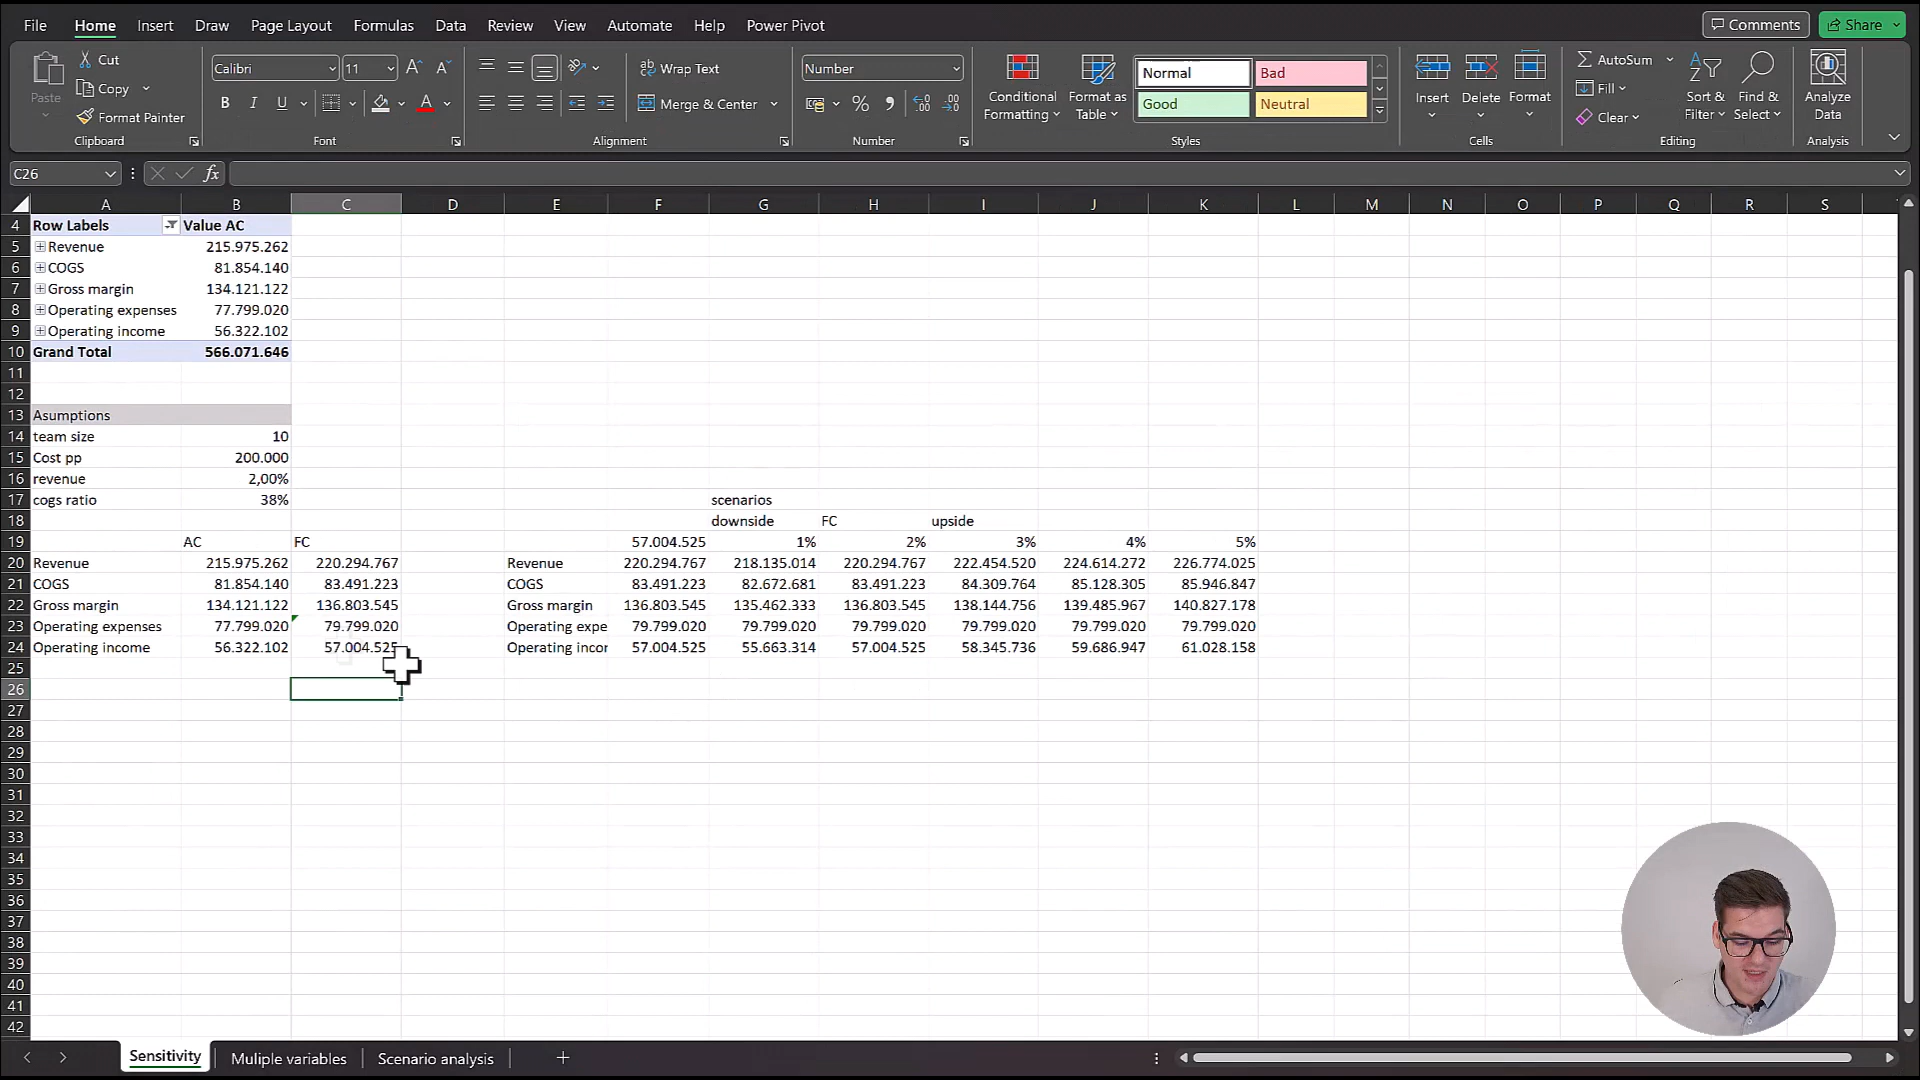 File Home Insert Draw Page Layout Formulas Data Review View Automate Help Power Pivot Comments Share
Paste Cut Copy Format Painter Clipboard
Calibri 11 B I U A A A Font
Wrap Text Merge & Center Alignment
Number % Number
Conditional Formatting Format as Table Normal Bad Good Neutral Styles
Insert Delete Format Cells
AutoSum Fill Clear Sort & Filter Find & Select Editing
Analyze Data Analysis
C26 fx
A B C D E F G H I J K L M N O P Q R S
4 Row Labels Value AC
5 Revenue 215.975.262
6 COGS 81.854.140
7 Gross margin 134.121.122
8 Operating expenses 77.799.020
9 Operating income 56.322.102
10 Grand Total 566.071.646
11
12
13 Asumptions
14 team size 10
15 Cost pp 200.000
16 revenue 2,00%
17 cogs ratio 38% scenarios
18 downside FC upside
19 AC FC 57.004.525 1% 2% 3% 4% 5%
20 Revenue 215.975.262 220.294.767 Revenue 220.294.767 218.135.014 220.294.767 222.454.520 224.614.272 226.774.025
21 COGS 81.854.140 83.491.223 COGS 83.491.223 82.672.681 83.491.223 84.309.764 85.128.305 85.946.847
22 Gross margin 134.121.122 136.803.545 Gross margin 136.803.545 135.462.333 136.803.545 138.144.756 139.485.967 140.827.178
23 Operating expenses 77.799.020 79.799.020 Operating expe 79.799.020 79.799.020 79.799.020 79.799.020 79.799.020 79.799.020
24 Operating income 56.322.102 57.004.525 Operating incor 57.004.525 55.663.314 57.004.525 58.345.736 59.686.947 61.028.158
25
26
27
28
29
30
31
32
33
34
35
36
37
38
39
40
41
42
Sensitivity Muliple variables Scenario analysis